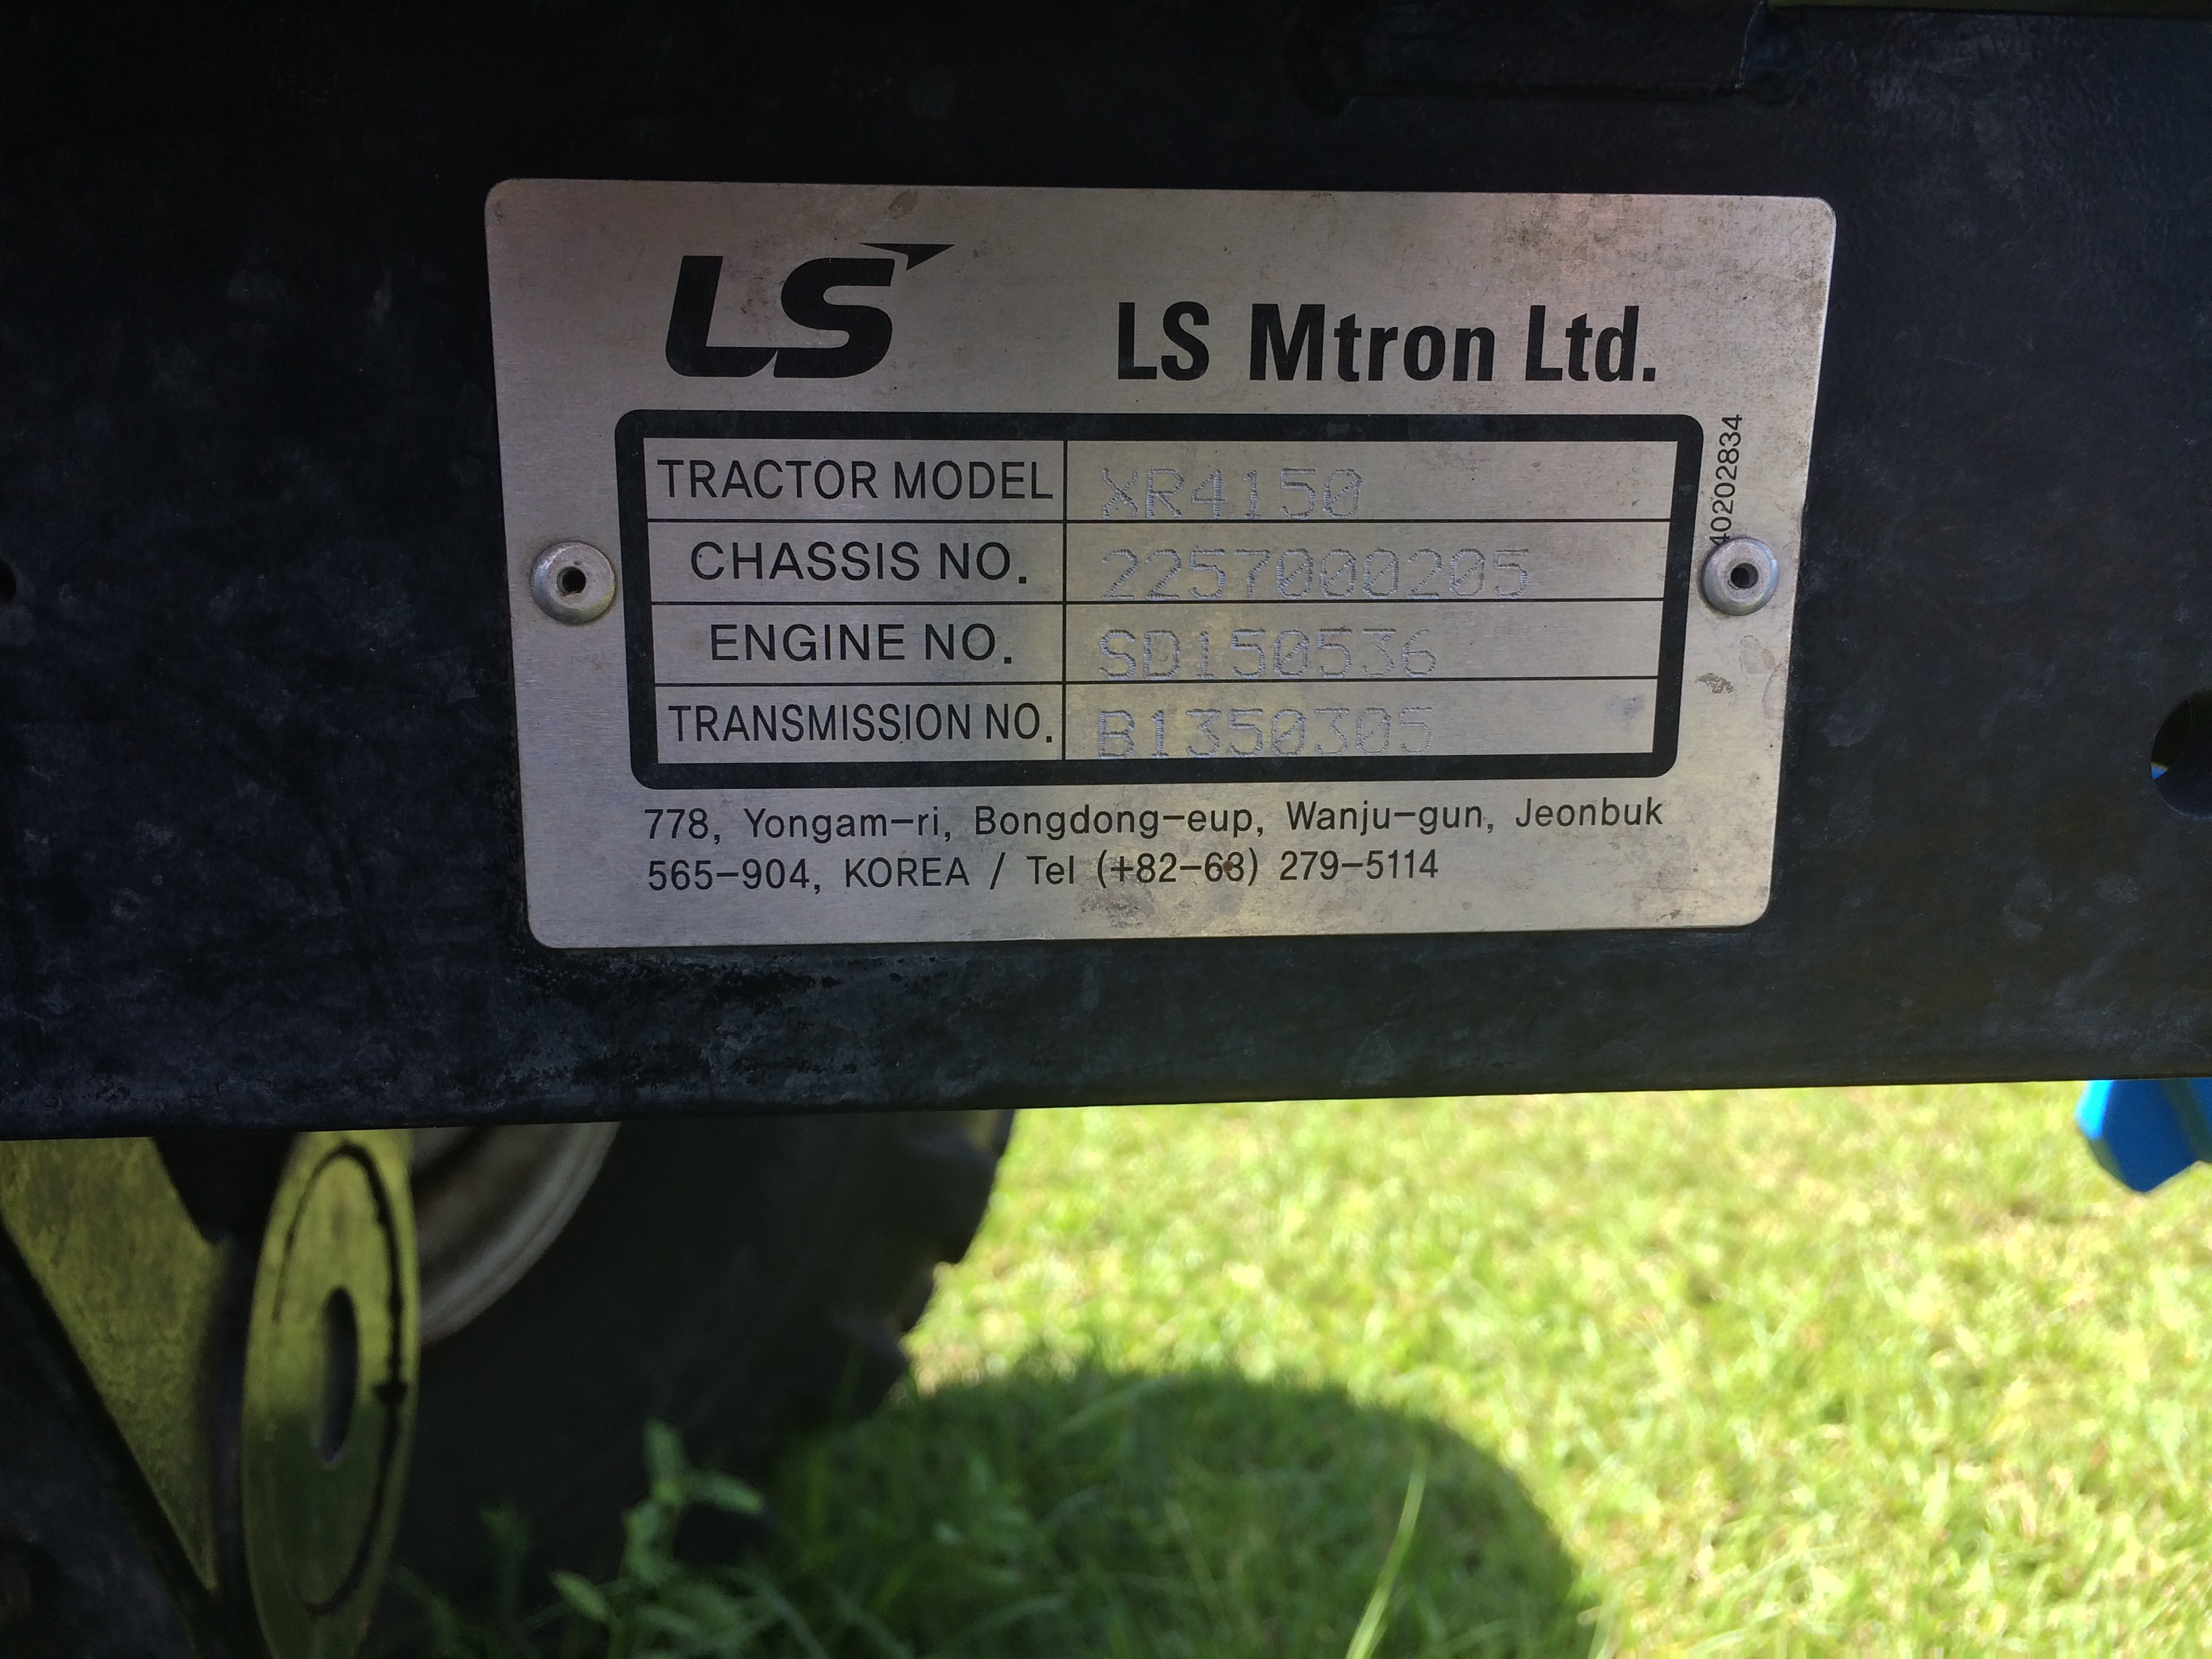 LS
LS Mtron Ltd.
TRACTOR MODEL XR4150
CHASSIS NO. 2257000205
ENGINE NO. SD150536
TRANSMISSION NO. B1350305
40202834
778, Yongam-ri, Bongdong-eup, Wanju-gun, Jeonbuk
565-904, KOREA / Tel (+82-63) 279-5114